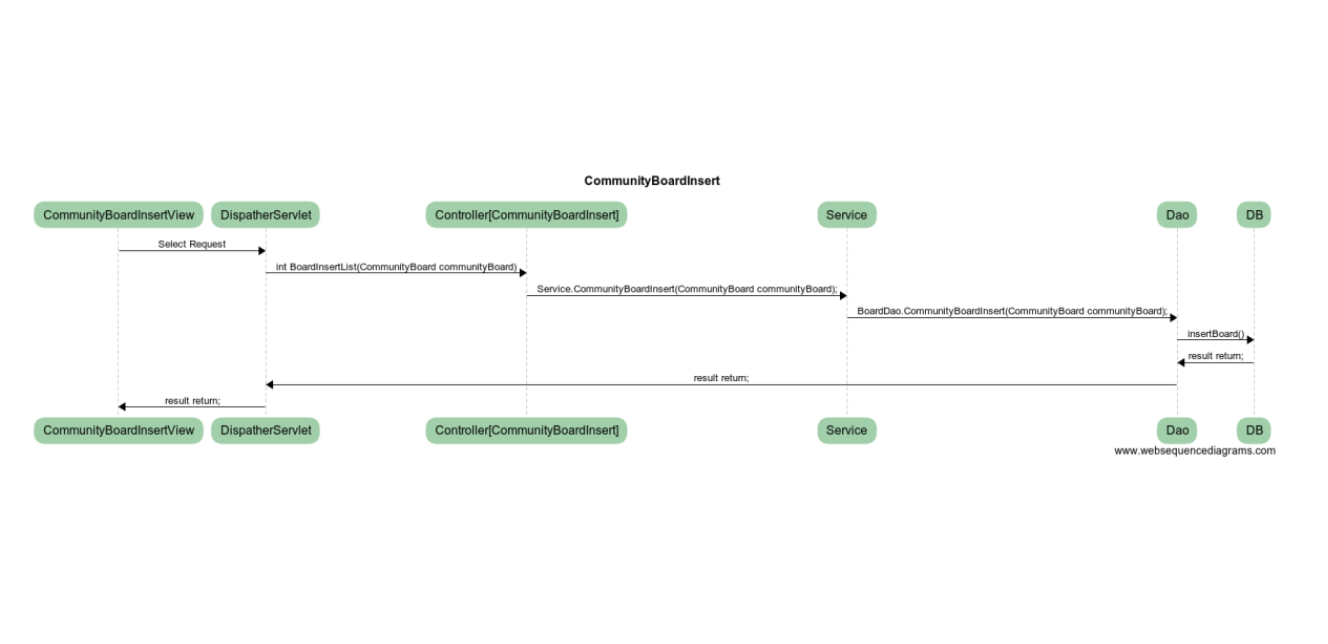 CommunityBoardInsert
CommunityBoardInsertView DispatherServlet Controller[CommunityBoardInsert] Service Dao DB
Select Request
int BoardInsertList(CommunityBoard communityBoard)
Service.CommunityBoardInsert(CommunityBoard communityBoard);
BoardDao.CommunityBoardInsert(CommunityBoard communityBoard);
insertBoard()
result return;
result return;
result return;
CommunityBoardInsertView DispatherServlet Controller[CommunityBoardInsert] Service Dao DB
www.websequencediagrams.com